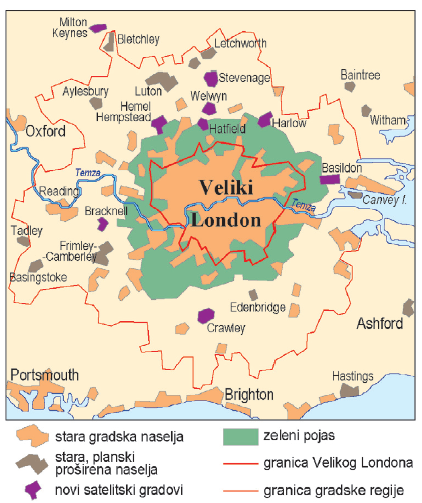 Milton
Keynes
Bletchley
Letchworth
Stevenage
Baintree
Aylesbury
Luton
Welwyn
Hemel
Hempstead
Hatfield
Harlow
Witham
Oxford
Basildon
Temza
Reading
Veliki
London
Temza
Canvey I.
Bracknell
Tadley
Frimley-
Camberley
Basingstoke
Edenbridge
Crawley
Ashford
Portsmouth
Hastings
Brighton
stara gradska naselja
stara, planski
proširena naselja
novi satelitski gradovi
zeleni pojas
granica Velikog Londona
granica gradske regije